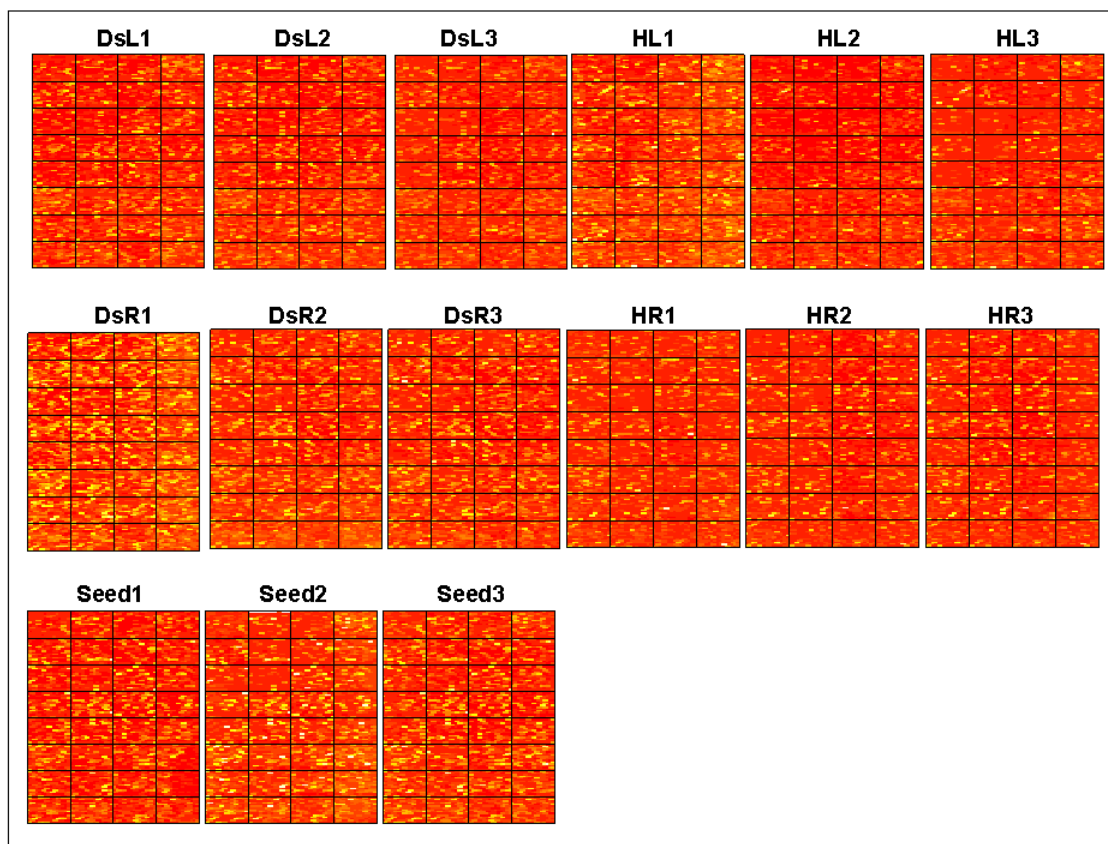 DsL1 DsL2 DsL3 HL1 HL2 HL3
DsR1 DsR2 DsR3 HR1 HR2 HR3
Seed1 Seed2 Seed3